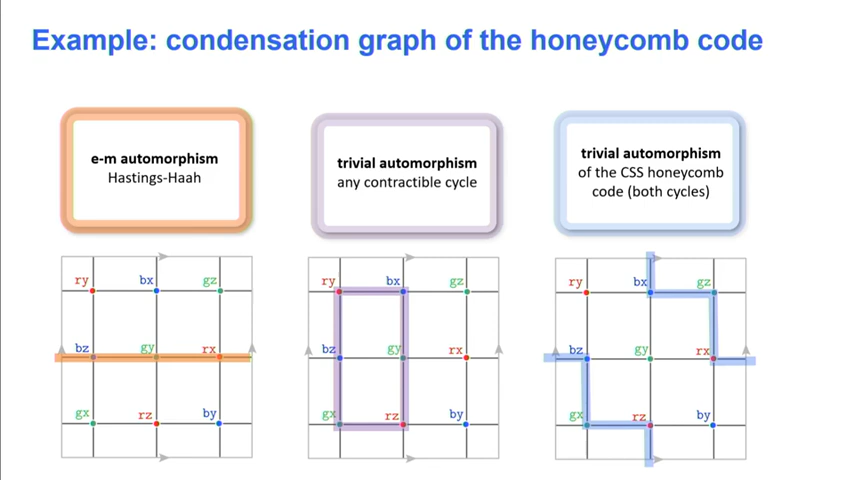 Example: condensation graph of the honeycomb code
e-m automorphism
Hastings-Haah
trivial automorphism
any contractible cycle
trivial automorphism
of the CSS honeycomb
code (both cycles)
ry bx gz
bz gy rx
gx rz by
ry bx gz
bz gy rx
gx rz by
ry bx gz
bz gy rx
gx rz by